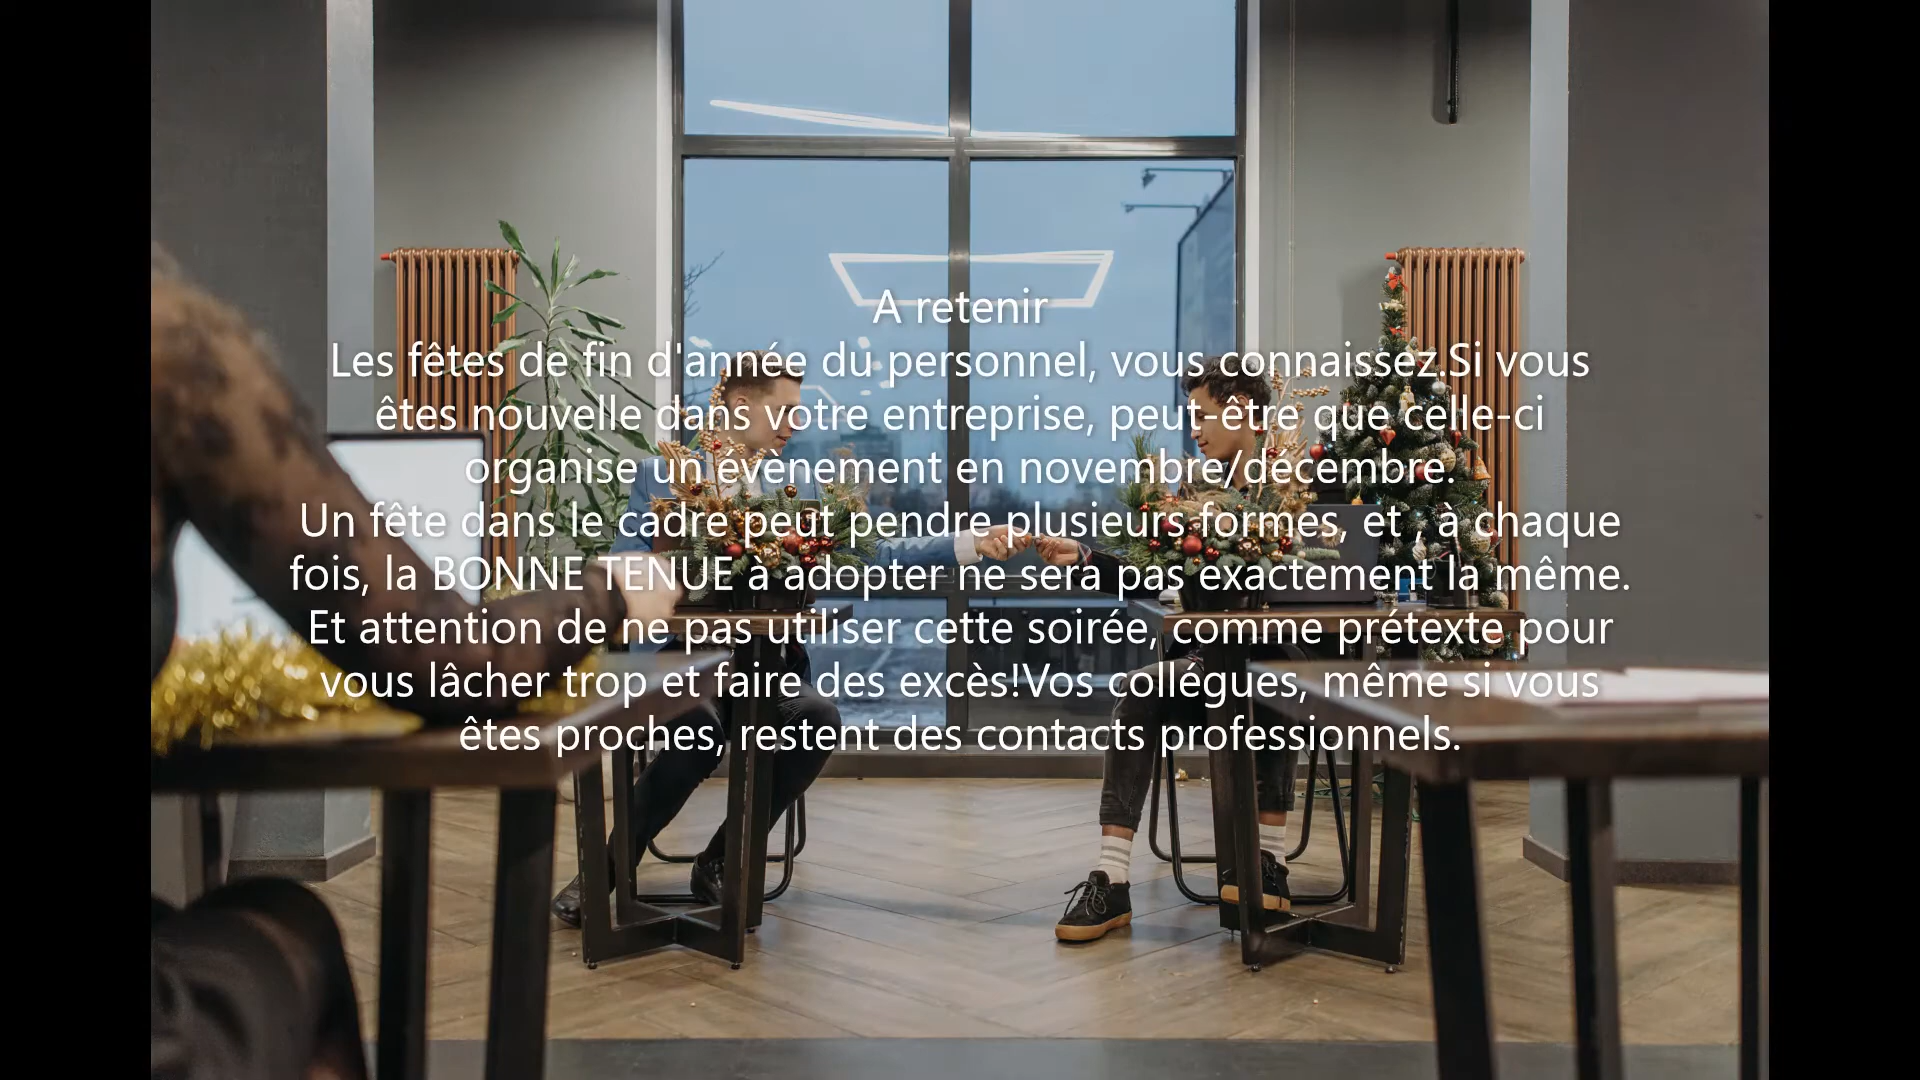 A retenir
Les fêtes de fin d'année du personnel, vous connaissez.Si vous
êtes nouvelle dans votre entreprise, peut-être que celle-ci
organise un évènement en novembre/décembre.
Un fête dans le cadre peut pendre plusieurs formes, et , à chaque
fois, la BONNE TENUE à adopter ne sera pas exactement la même.
Et attention de ne pas utiliser cette soirée, comme prétexte pour
vous lâcher trop et faire des excès!Vos collégues, même si vous
êtes proches, restent des contacts professionnels.